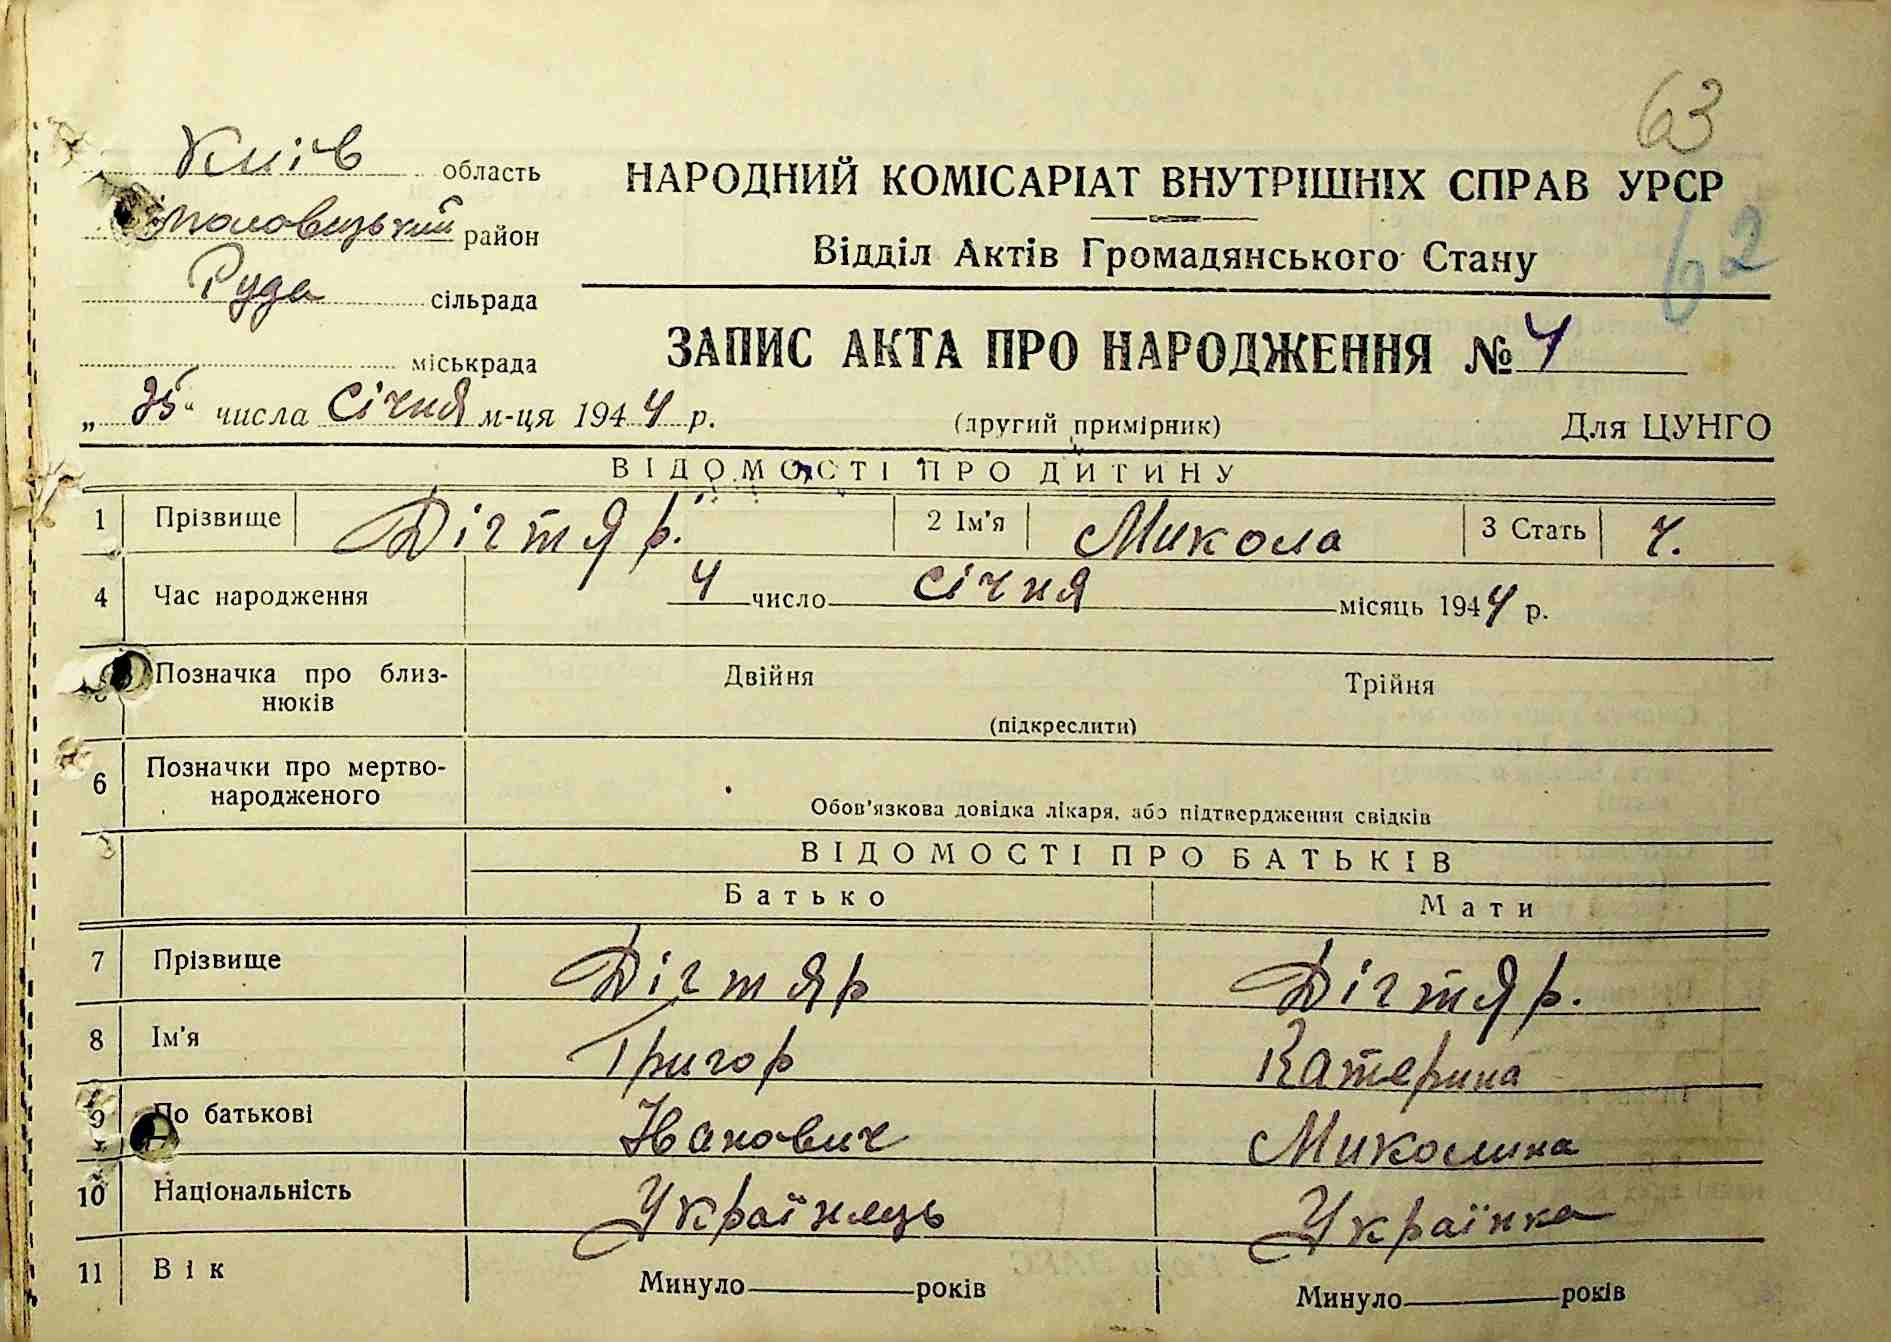 63
Київ область
НАРОДНИЙ КОМІСАРІАТ ВНУТРІШНІХ СПРАВ УРСР
62
район
Відділ Актів Громадянського Стану
Руда сільрада
міськрада
ЗАПИС АКТА ПРО НАРОДЖЕННЯ № 4
„ 25 " числа Січня м-ця 1944 р.
(другий примірник)
Для ЦУНГО
ВІДОМОСТІ ПРО ДИТИНУ
1 Прізвище Дігтяр. 2 Ім'я Микола 3 Стать ч.
4 Час народження 4 число Січня місяць 1944 р.
Позначка про близнюків Двійня Трійня
(підкреслити)
6 Позначки про мертвонародженого
Обов'язкова довідка лікаря, або підтвердження свідків
ВІДОМОСТІ ПРО БАТЬКІВ
Батько Мати
7 Прізвище Дігтяр Дігтяр.
8 Ім'я Григор Катерина
9 По батькові Іванович Миколина
10 Національність Українець Українка
11 Вік Минуло років Минуло років